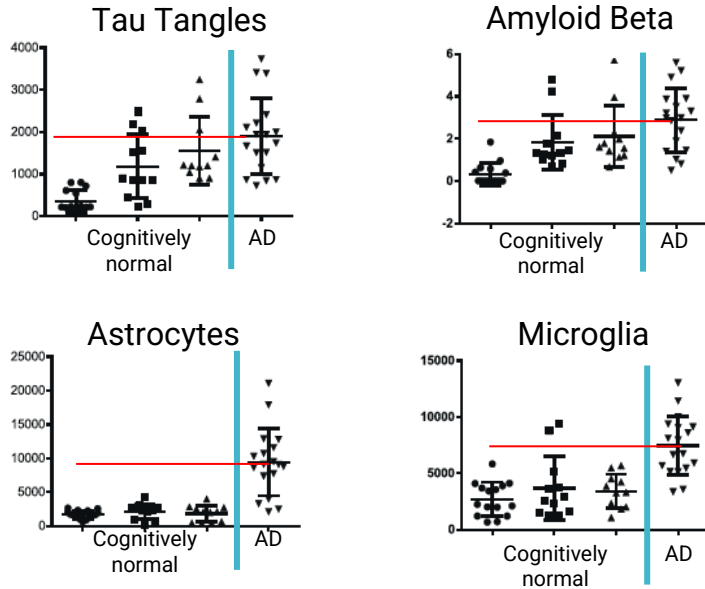 Tau Tangles
4000
3000
2000
1000
0
Cognitively
normal
AD
Amyloid Beta
6
4
2
0
-2
Cognitively
normal
AD
Astrocytes
25000
20000
15000
10000
5000
0
Cognitively
normal
AD
Microglia
15000
10000
5000
0
Cognitively
normal
AD